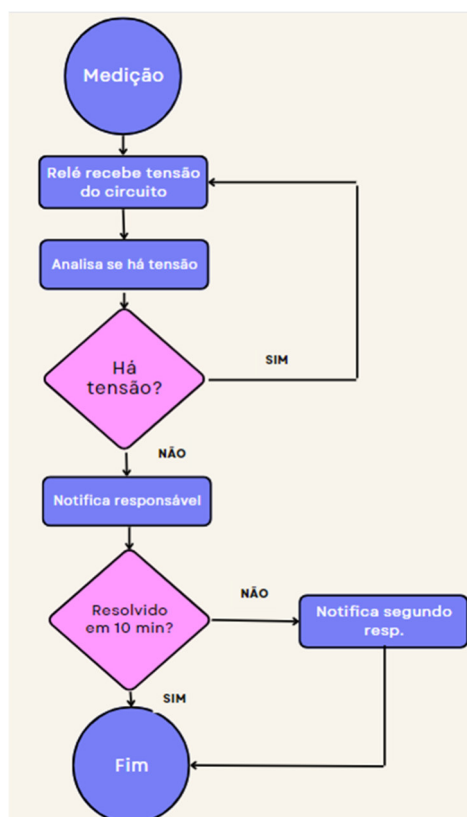 Medição
Relé recebe tensão
do circuito
Analisa se há tensão
Há
tensão?
SIM
NÃO
Notifica responsável
Resolvido
em 10 min?
NÃO
Notifica segundo
resp.
SIM
Fim